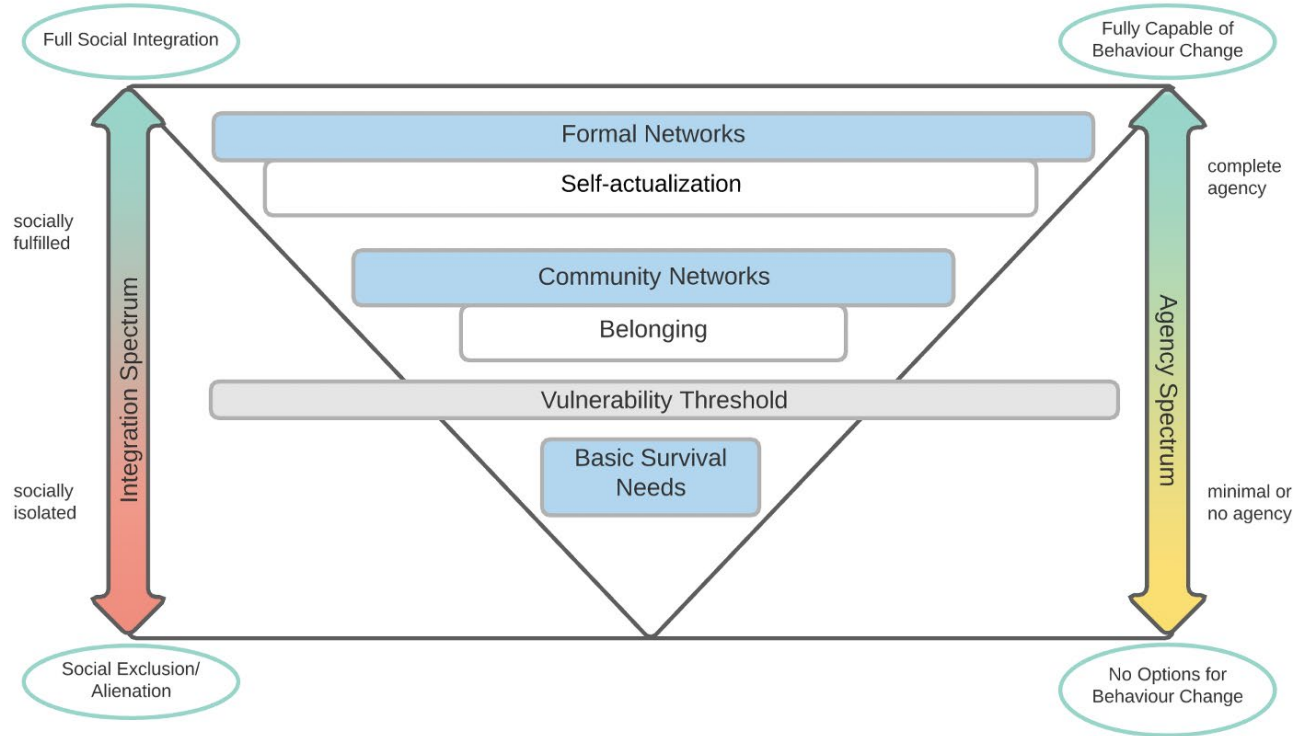 Full Social Integration
Fully Capable of
Behaviour Change
Formal Networks
Self-actualization
complete
agency
socially
fulfilled
Community Networks
Belonging
Integration Spectrum
Agency Spectrum
Vulnerability Threshold
Basic Survival
Needs
socially
isolated
minimal or
no agency
Social Exclusion/
Alienation
No Options for
Behaviour Change